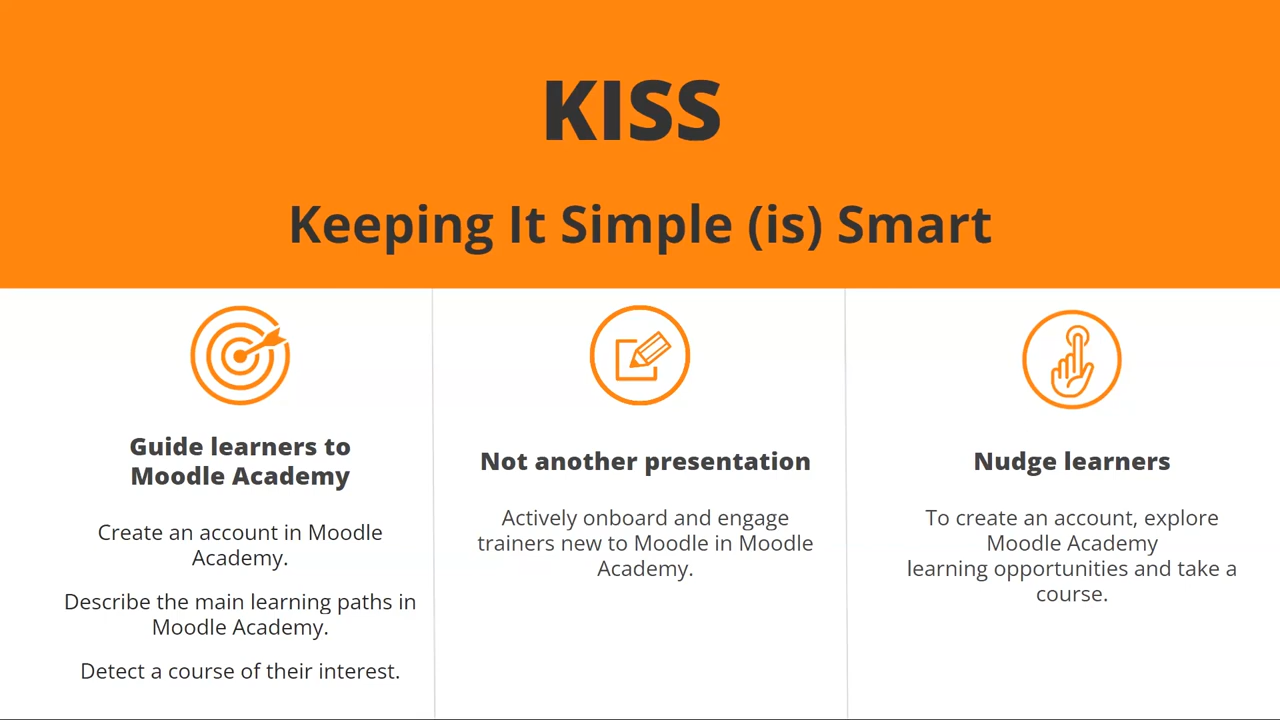 KISS
Keeping It Simple (is) Smart
Guide learners to
Moodle Academy
Create an account in Moodle
Academy.
Describe the main learning paths in
Moodle Academy.
Detect a course of their interest.
Not another presentation
Actively onboard and engage
trainers new to Moodle in Moodle
Academy.
Nudge learners
To create an account, explore
Moodle Academy
learning opportunities and take a
course.